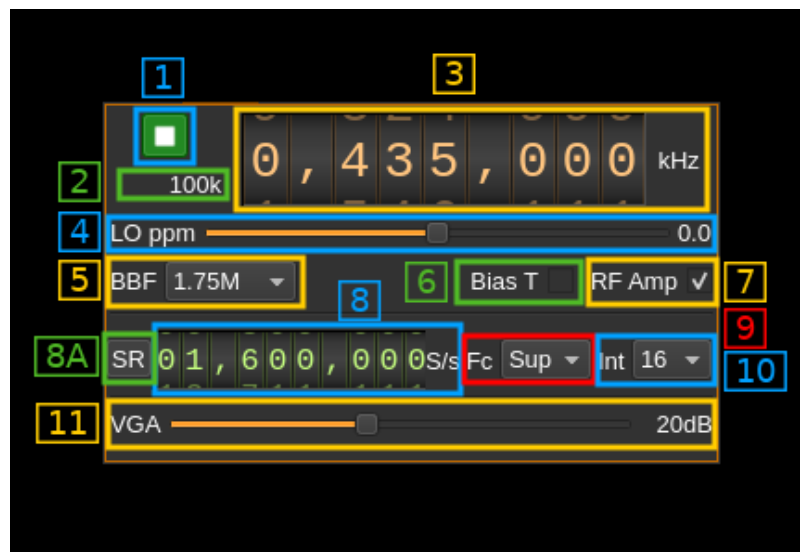 1
3
0,435,000 kHz
2
100k
4
LO ppm 0.0
5
BBF 1.75M
6
Bias T
RF Amp
7
8
9
8A
SR 01,600,000 S/s
Fc Sup
Int 16
10
11
VGA 20dB